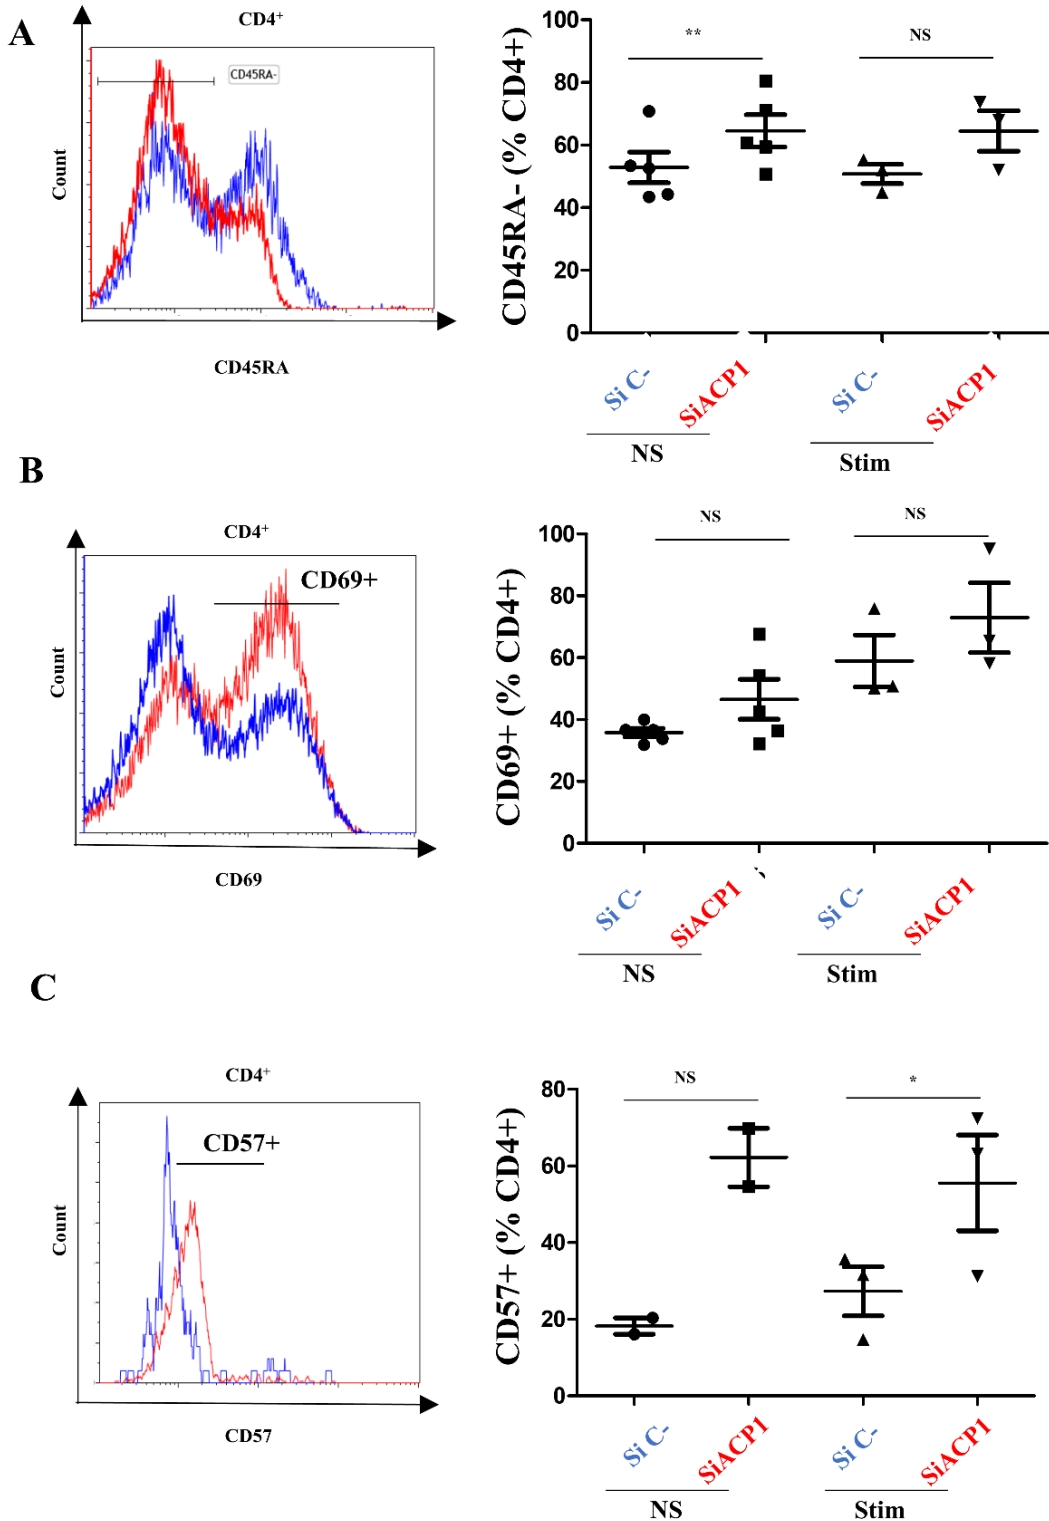 A
CD4+
CD45RA-
Count
CD45RA
CD45RA- (% CD4+)
100
80
60
40
20
0
**
NS
Si C-
SiACP1
Si C-
SiACP1
NS
Stim
B
CD4+
CD69+
Count
CD69
CD69+ (% CD4+)
100
80
60
40
20
0
NS
NS
Si C-
SiACP1
Si C-
SiACP1
NS
Stim
C
CD4+
CD57+
Count
CD57
CD57+ (% CD4+)
80
60
40
20
0
NS
*
Si C-
SiACP1
Si C-
SiACP1
NS
Stim